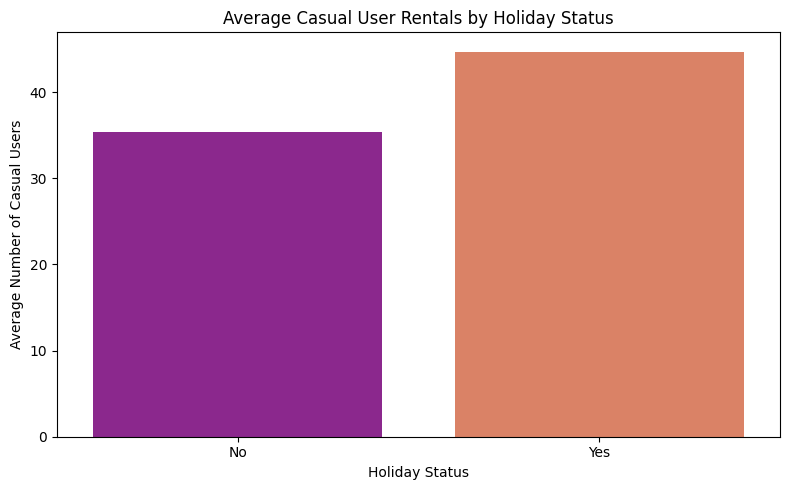 Average Casual User Rentals by Holiday Status
Average Number of Casual Users
40
30
20
10
0
No
Yes
Holiday Status